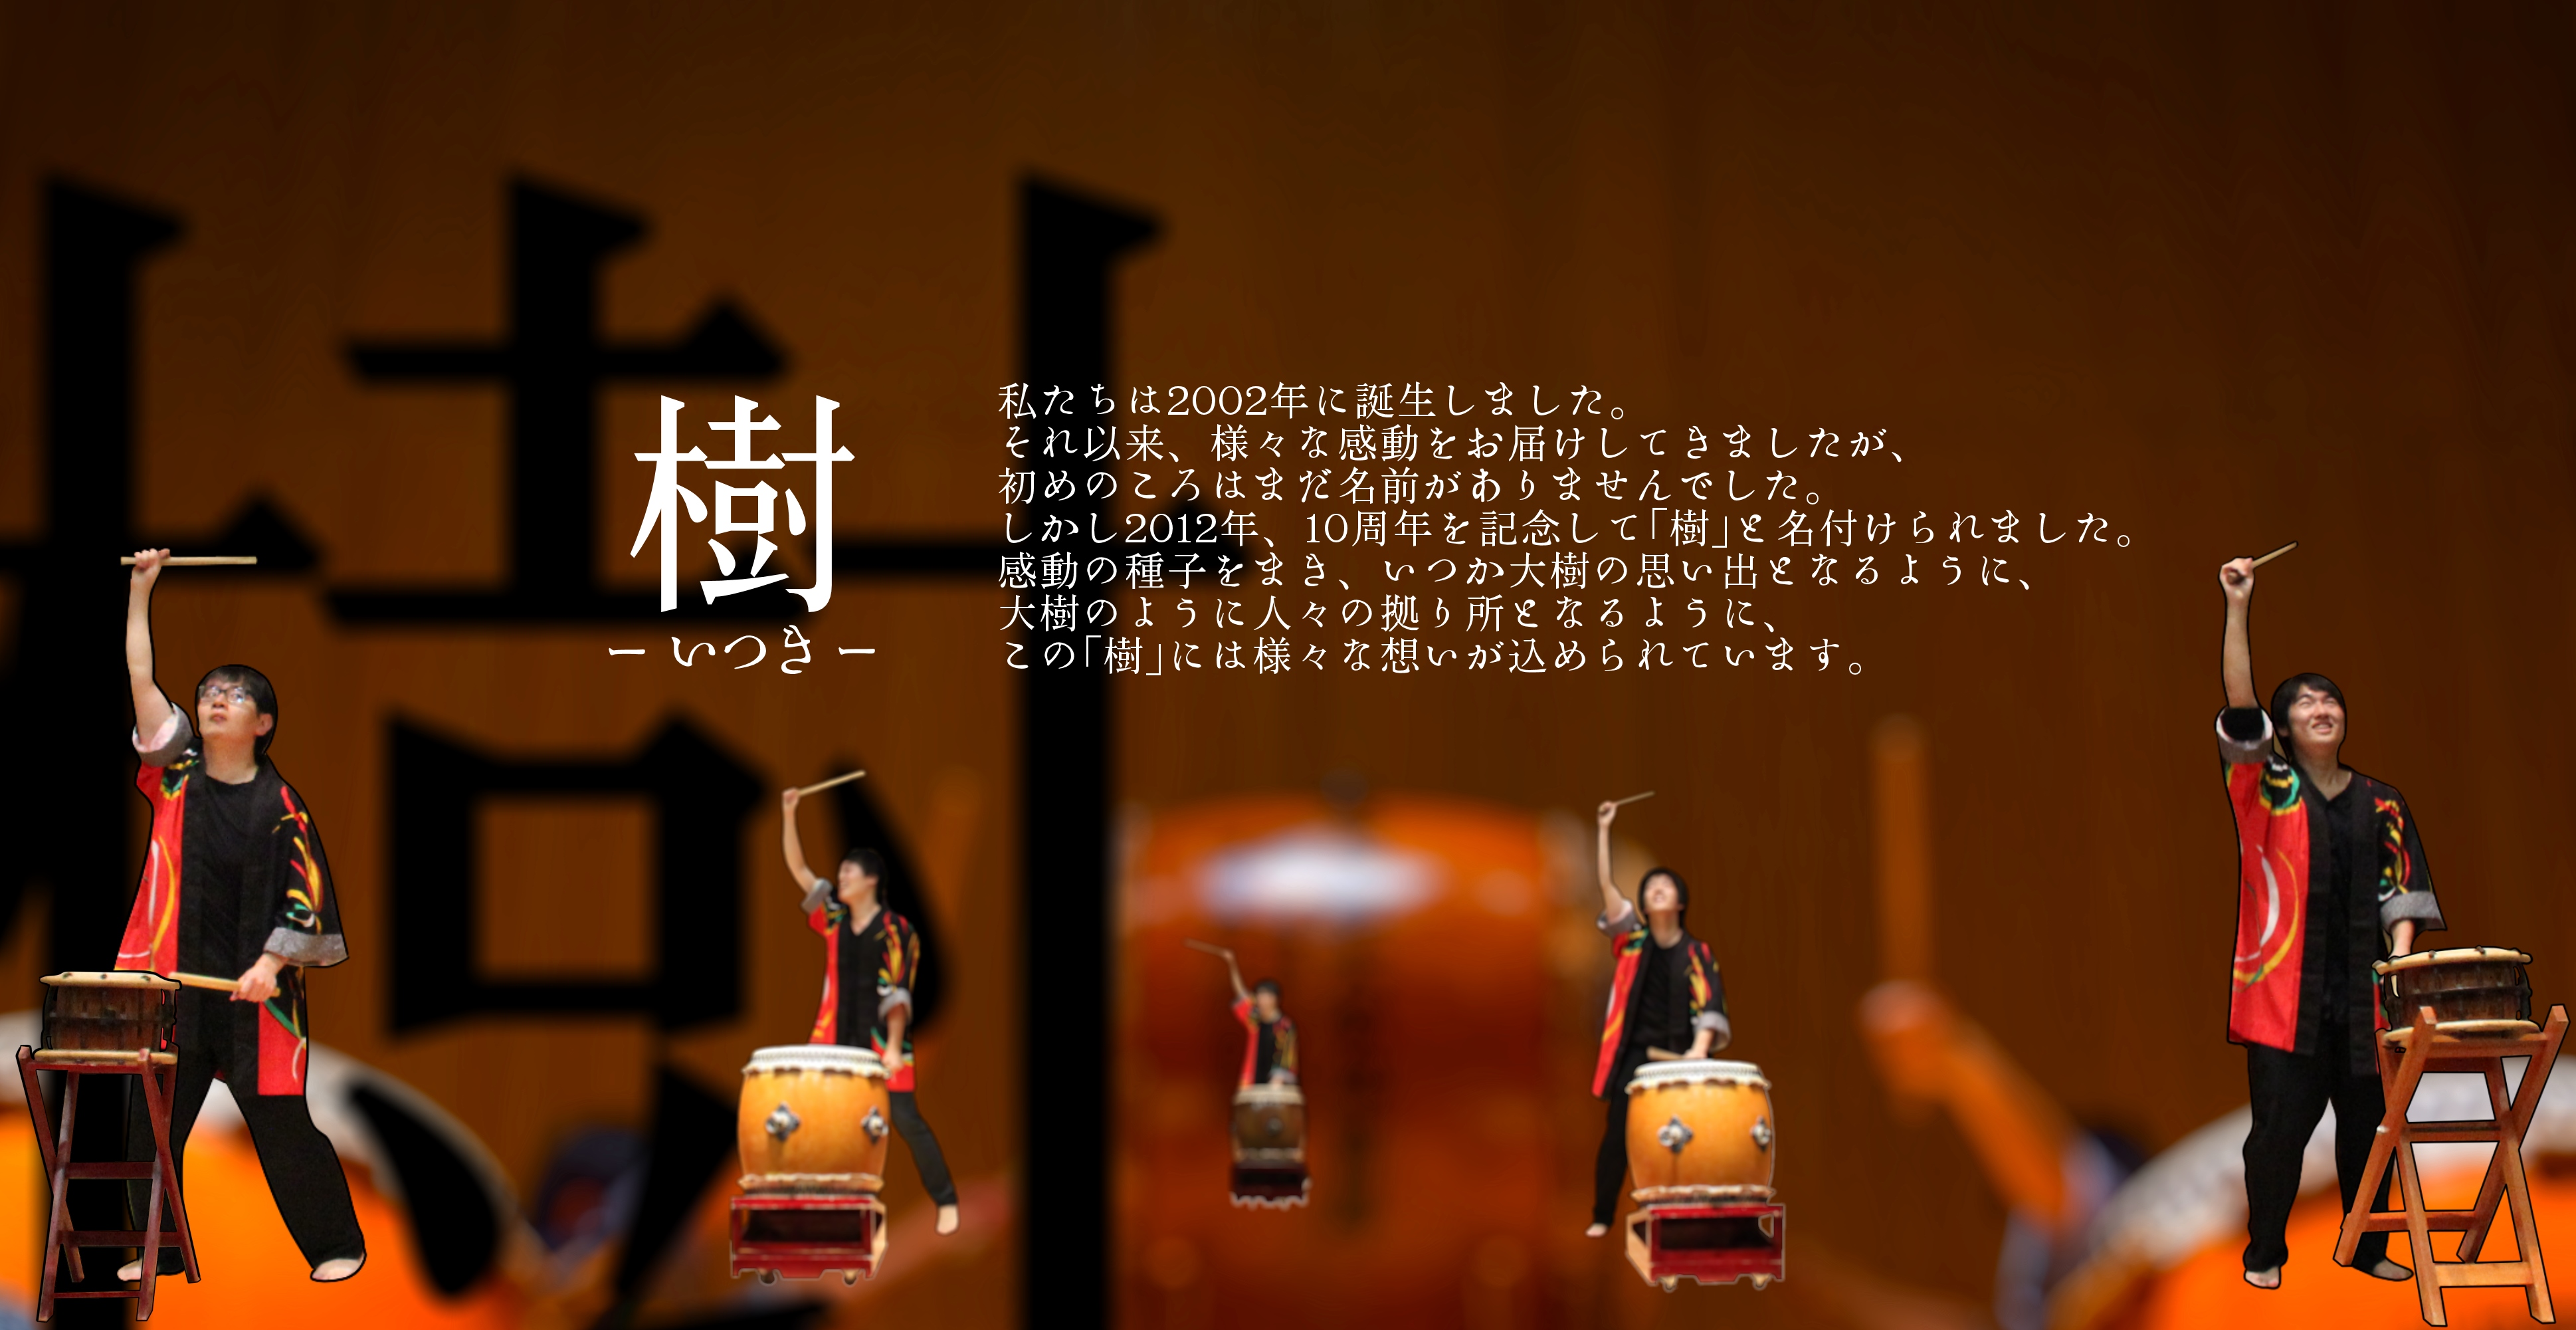 樹
− いつき −
私たちは2002年に誕生しました。
それ以来、様々な感動をお届けしてきましたが、
初めのころはまだ名前がありませんでした。
しかし2012年、10周年を記念して「樹」と名付けられました。
感動の種子をまき、いつか大樹の思い出となるように、
大樹のように人々の拠り所となるように、
この「樹」には様々な想いが込められています。